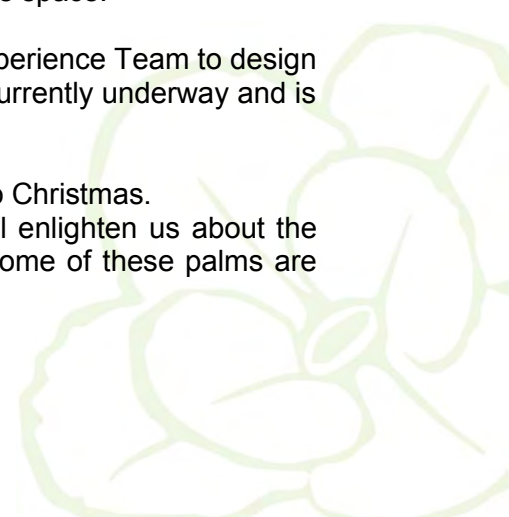 space.
perience Team to design
urrently underway and is
Christmas.
enlighten us about the
ome of these palms are